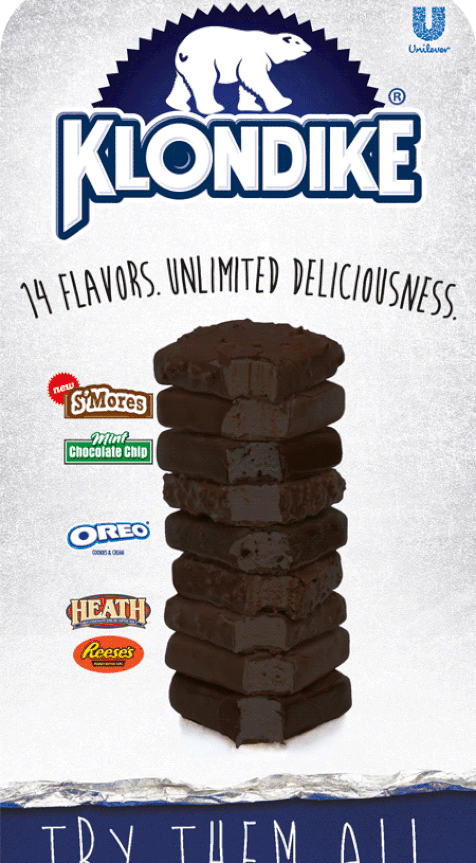 Unilever
®
KLONDIKE
14 FLAVORS. UNLIMITED DELICIOUSNESS.
new
S'Mores
Mint
Chocolate Chip
OREO
COOKIES & CREAM
HEATH
Reese's
TRY THEM ALL